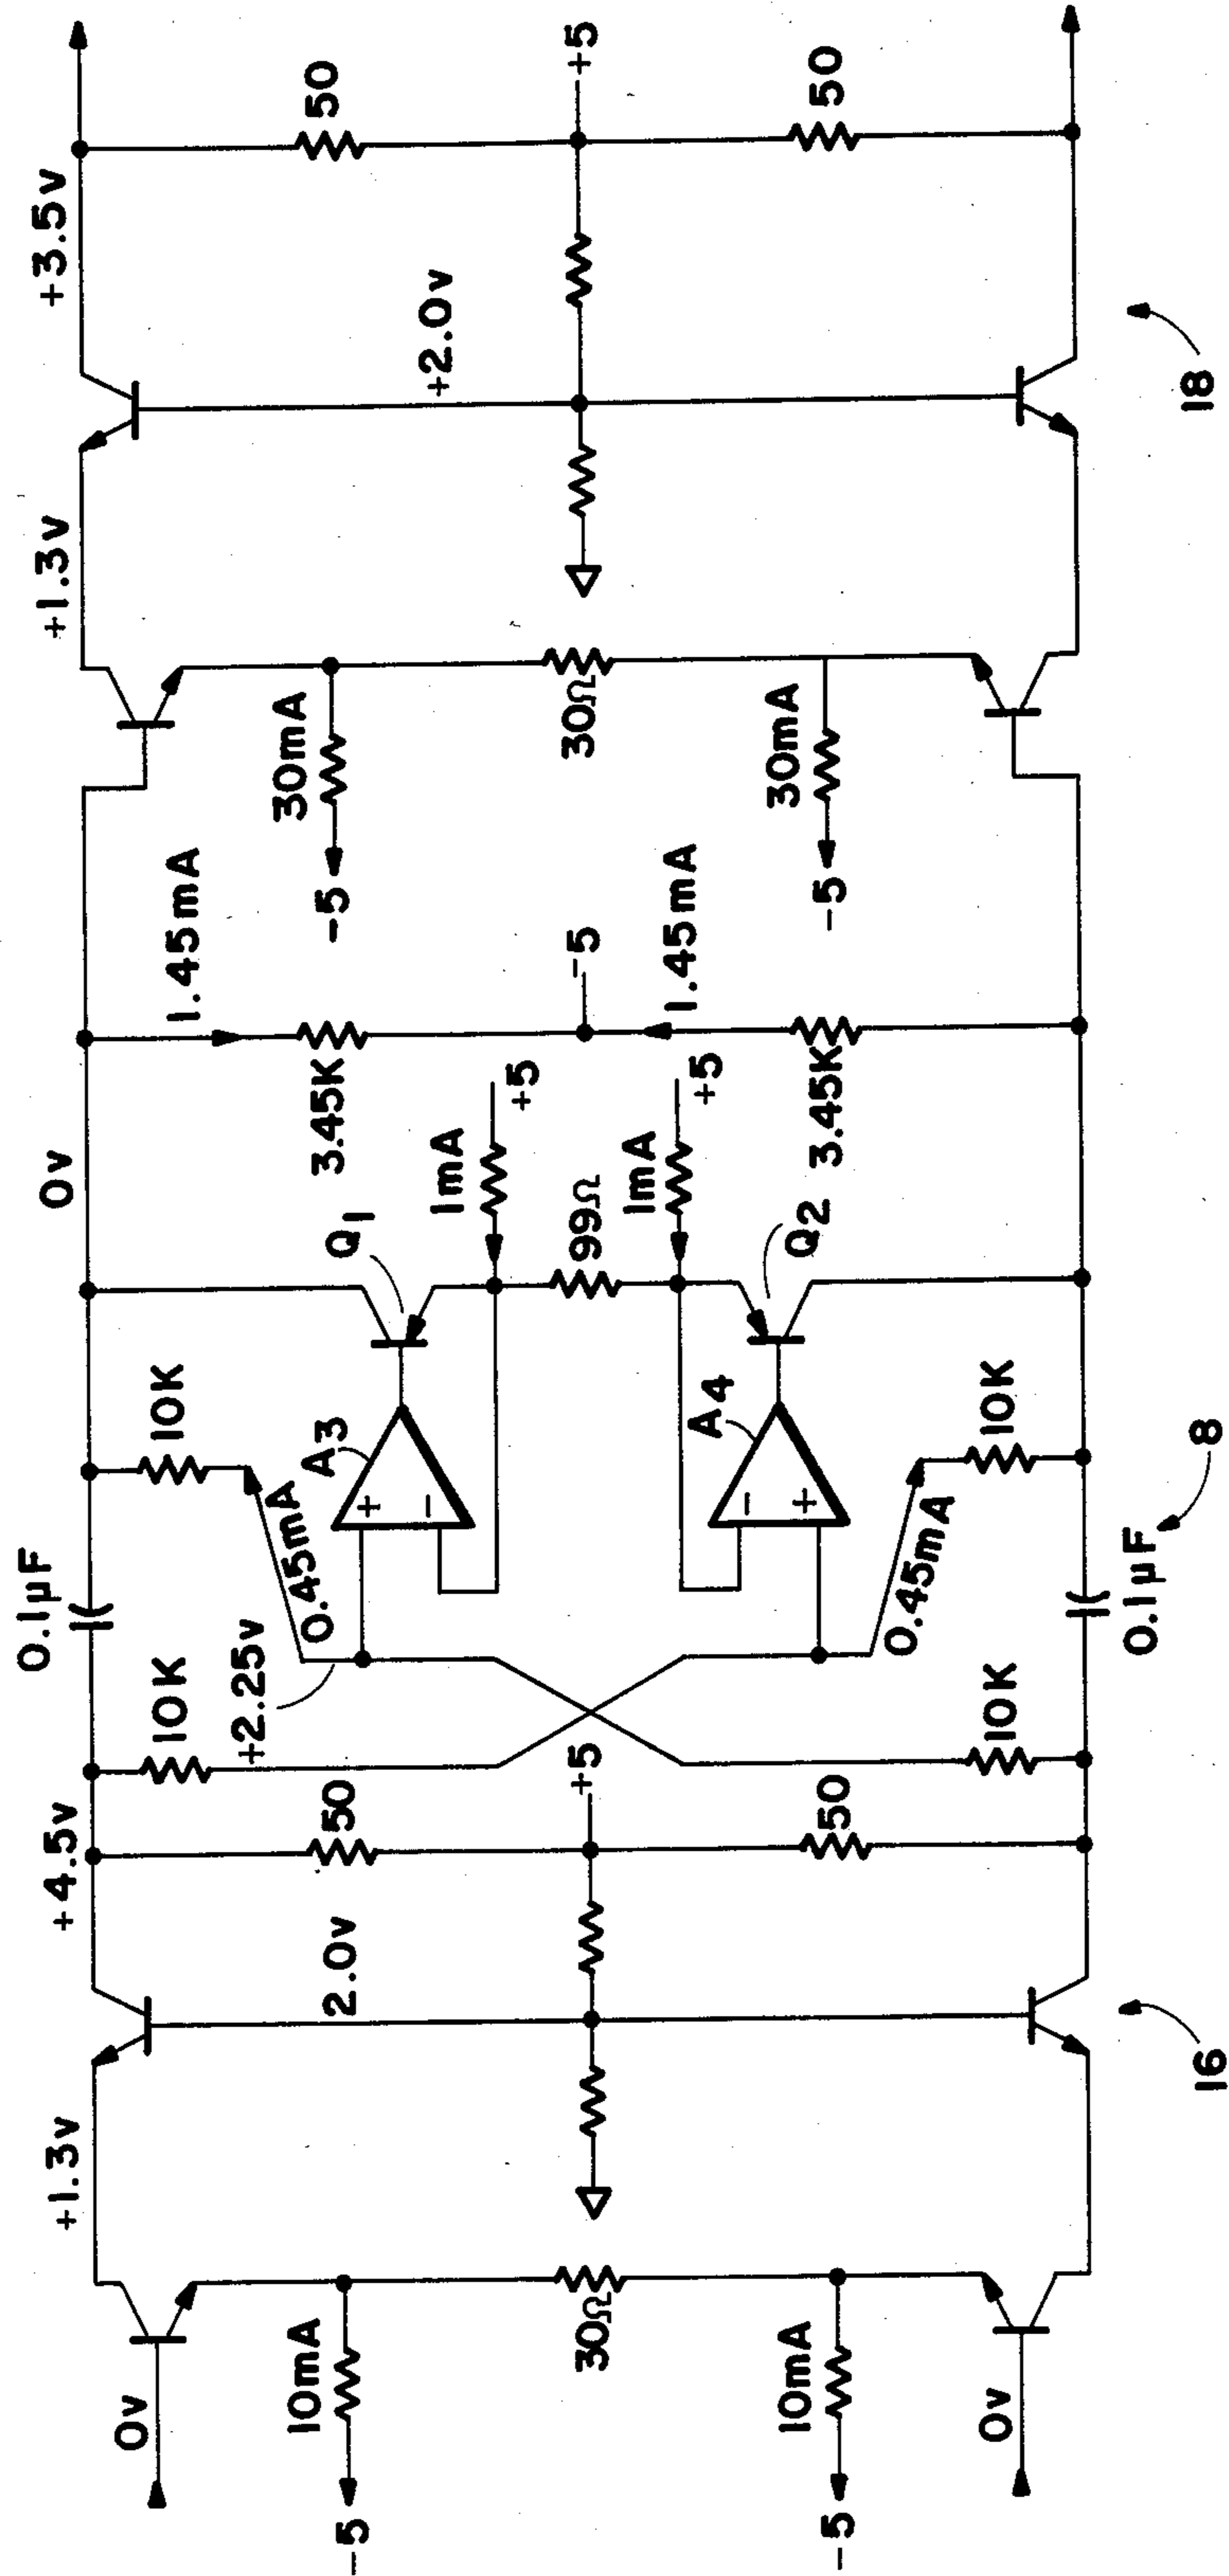 +1.3v
+4.5v
0.1µF
0v
+1.3v
+3.5v
0v
10K
10K
1.45mA
+2.25v
0.45mA
10mA
-5
2.0v
50
A3
Q1
3.45K
30mA
-5
50
+2.0v
1mA
+5
30Ω
+5
99Ω
-5
30Ω
+5
1mA
+5
1.45mA
A4
Q2
10mA
-5
50
3.45K
30mA
-5
50
0v
10K
0.45mA
10K
0.1µF
16
8
18